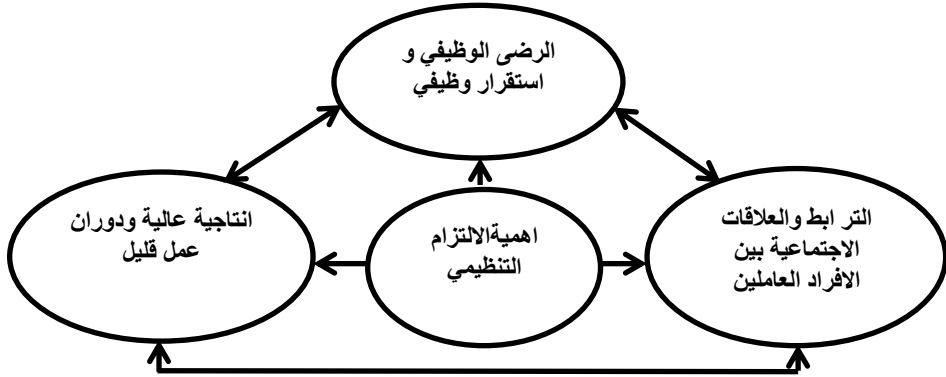 الرضى الوظيفي و
استقرار وظيفي
التر ابط والعلاقات
الاجتماعية بين
الافراد العاملين
اهميةالالتزام
التنظيمي
انتاجية عالية ودوران
عمل قليل